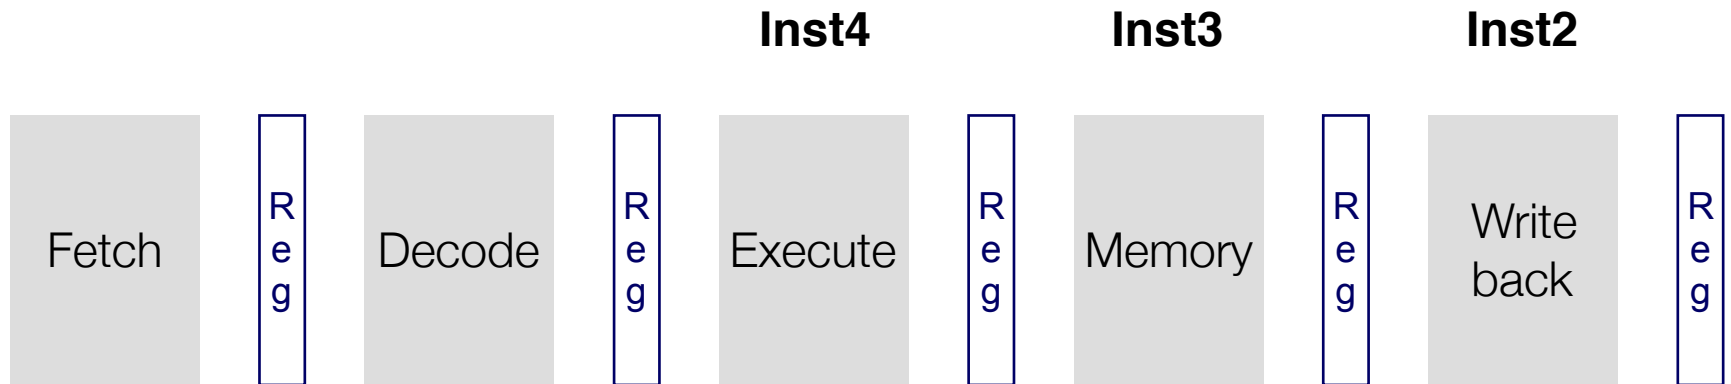 Inst4 Inst3 Inst2
Fetch
R
e
g
Decode
R
e
g
Execute
R
e
g
Memory
R
e
g
Write
back
R
e
g